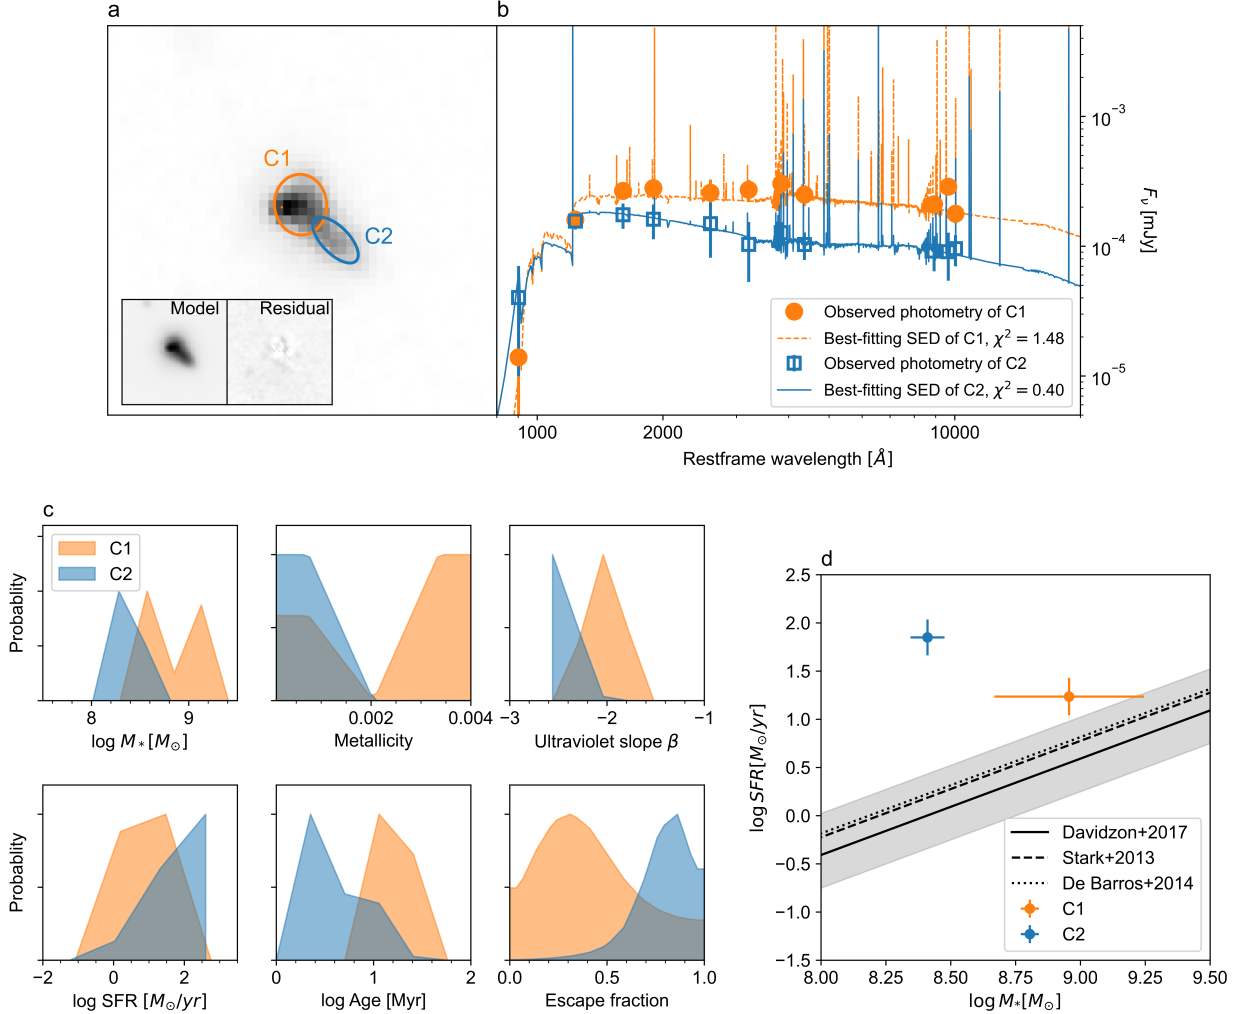 a
b
C1
C2
Model
Residual
10⁻³
10⁻⁴
10⁻⁵
F_ν [mJy]
Observed photometry of C1
Best-fitting SED of C1, χ² = 1.48
Observed photometry of C2
Best-fitting SED of C2, χ² = 0.40
1000
2000
10000
Restframe wavelength [Å]
c
C1
C2
Probablity
8
9
log M* [M⊙]
0.002
0.004
Metallicity
−3
−2
−1
Ultraviolet slope β
Probablity
−2
0
2
log SFR [M⊙/yr]
0
1
2
log Age [Myr]
0.0
0.5
1.0
Escape fraction
d
2.5
2.0
1.5
1.0
0.5
0.0
−0.5
−1.0
−1.5
log SFR[M⊙/yr]
Davidzon+2017
Stark+2013
De Barros+2014
C1
C2
8.00
8.25
8.50
8.75
9.00
9.25
9.50
log M*[M⊙]